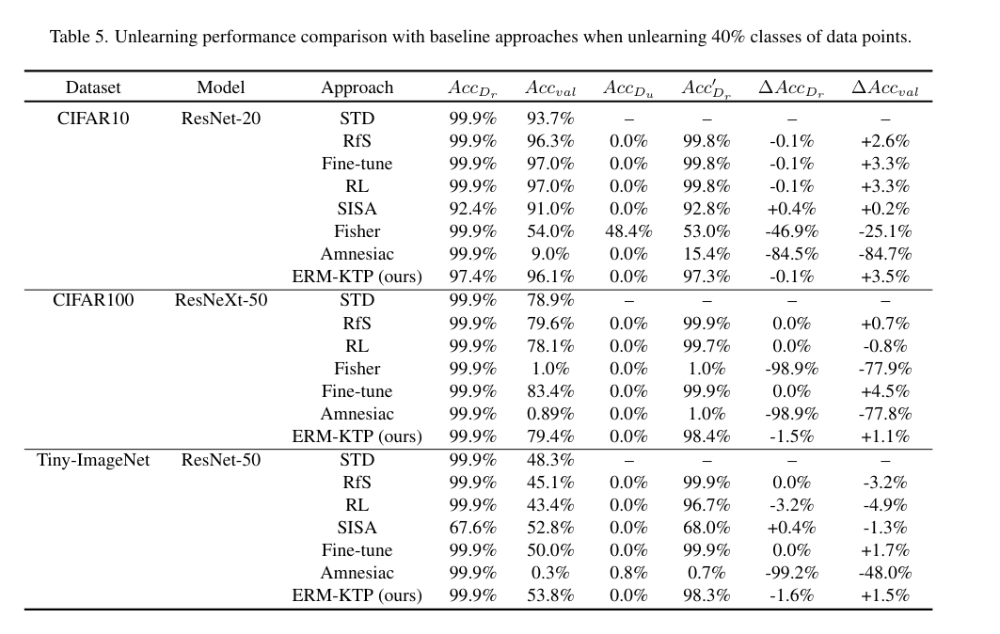 Table 5. Unlearning performance comparison with baseline approaches when unlearning 40% classes of data points.
Dataset Model Approach Acc_{D_r} Acc_{val} Acc_{D_u} Acc'_{D_r} ΔAcc_{D_r} ΔAcc_{val}
CIFAR10 ResNet-20 STD 99.9% 93.7% – – – –
RfS 99.9% 96.3% 0.0% 99.8% -0.1% +2.6%
Fine-tune 99.9% 97.0% 0.0% 99.8% -0.1% +3.3%
RL 99.9% 97.0% 0.0% 99.8% -0.1% +3.3%
SISA 92.4% 91.0% 0.0% 92.8% +0.4% +0.2%
Fisher 99.9% 54.0% 48.4% 53.0% -46.9% -25.1%
Amnesiac 99.9% 9.0% 0.0% 15.4% -84.5% -84.7%
ERM-KTP (ours) 97.4% 96.1% 0.0% 97.3% -0.1% +3.5%
CIFAR100 ResNeXt-50 STD 99.9% 78.9% – – – –
RfS 99.9% 79.6% 0.0% 99.9% 0.0% +0.7%
RL 99.9% 78.1% 0.0% 99.7% 0.0% -0.8%
Fisher 99.9% 1.0% 0.0% 1.0% -98.9% -77.9%
Fine-tune 99.9% 83.4% 0.0% 99.9% 0.0% +4.5%
Amnesiac 99.9% 0.89% 0.0% 1.0% -98.9% -77.8%
ERM-KTP (ours) 99.9% 79.4% 0.0% 98.4% -1.5% +1.1%
Tiny-ImageNet ResNet-50 STD 99.9% 48.3% – – – –
RfS 99.9% 45.1% 0.0% 99.9% 0.0% -3.2%
RL 99.9% 43.4% 0.0% 96.7% -3.2% -4.9%
SISA 67.6% 52.8% 0.0% 68.0% +0.4% -1.3%
Fine-tune 99.9% 50.0% 0.0% 99.9% 0.0% +1.7%
Amnesiac 99.9% 0.3% 0.8% 0.7% -99.2% -48.0%
ERM-KTP (ours) 99.9% 53.8% 0.0% 98.3% -1.6% +1.5%